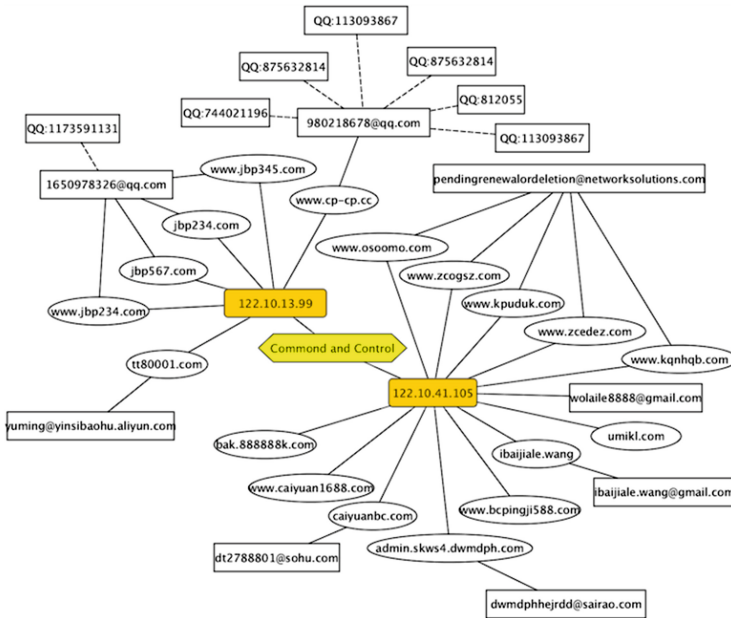 QQ:113093867
QQ:875632814
QQ:875632814
QQ:744021196
QQ:812055
980218678@qq.com
QQ:1173591131
QQ:113093867
www.jbp345.com
1650978326@qq.com
pendingrenewalordeletion@networksolutions.com
www.cp-cp.cc
jbp234.com
www.osoomo.com
jbp567.com
www.zcogsz.com
122.10.13.99
www.kpuduk.com
www.jbp234.com
www.zcedez.com
Commond and Control
www.kqnhqb.com
tt80001.com
122.10.41.105
wolaile8888@gmail.com
yuming@yinsibaohu.aliyun.com
umikl.com
bak.888888k.com
ibaijiale.wang
www.caiyuan1688.com
ibaijiale.wang@gmail.com
www.bcpingji588.com
caiyuanbc.com
admin.skws4.dwmdph.com
dt2788801@sohu.com
dwmdphhejrdd@sairao.com